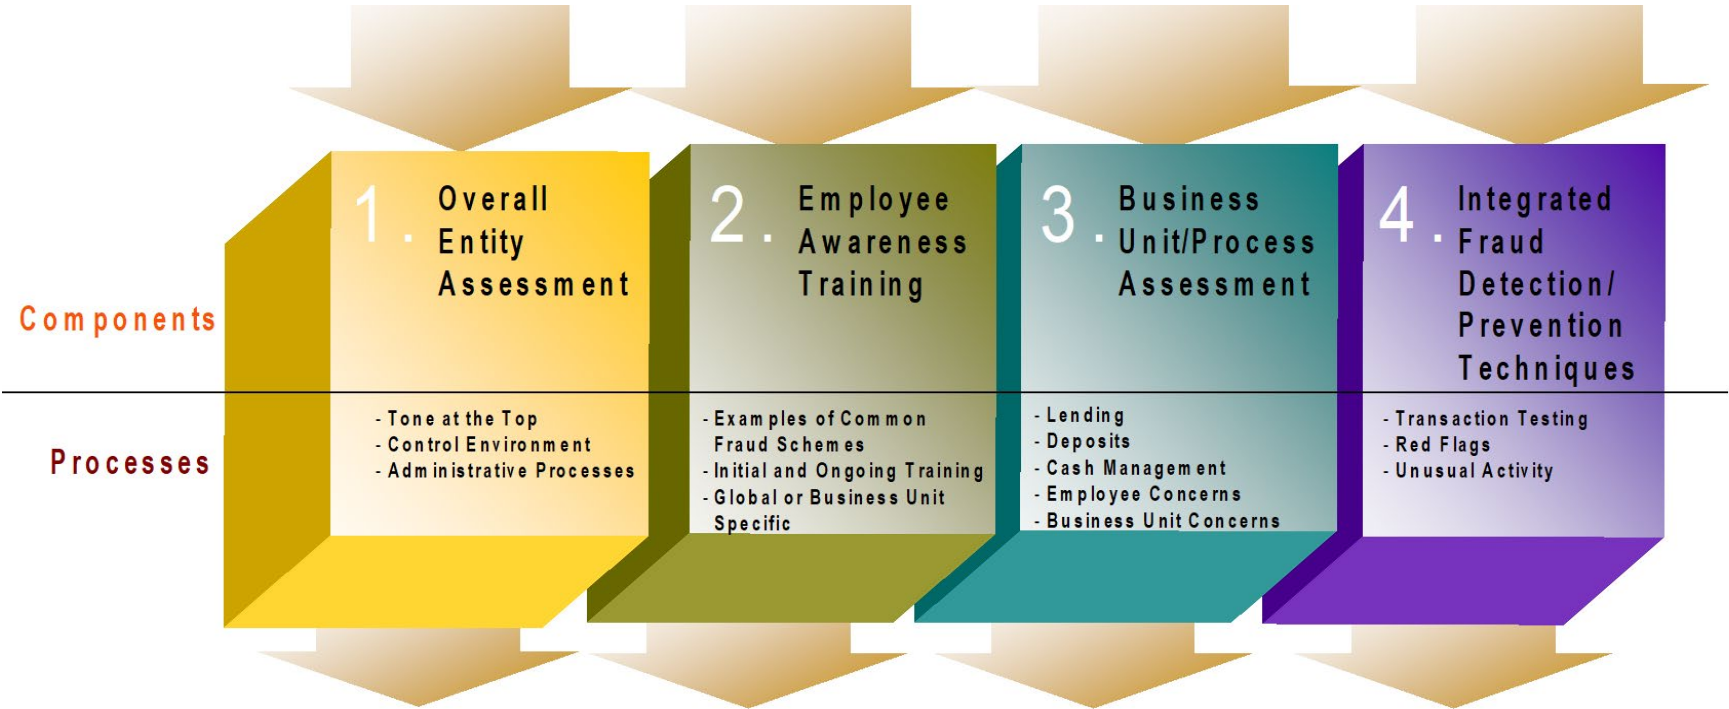 1.
Overall
Entity
Assessment
2.
Employee
Awareness
Training
3.
Business
Unit/Process
Assessment
4.
Integrated
Fraud
Detection/
Prevention
Techniques
Components
Processes
- Tone at the Top
- Control Environment
- Administrative Processes
- Examples of Common
Fraud Schemes
- Initial and Ongoing Training
- Global or Business Unit
Specific
- Lending
- Deposits
- Cash Management
- Employee Concerns
- Business Unit Concerns
- Transaction Testing
- Red Flags
- Unusual Activity